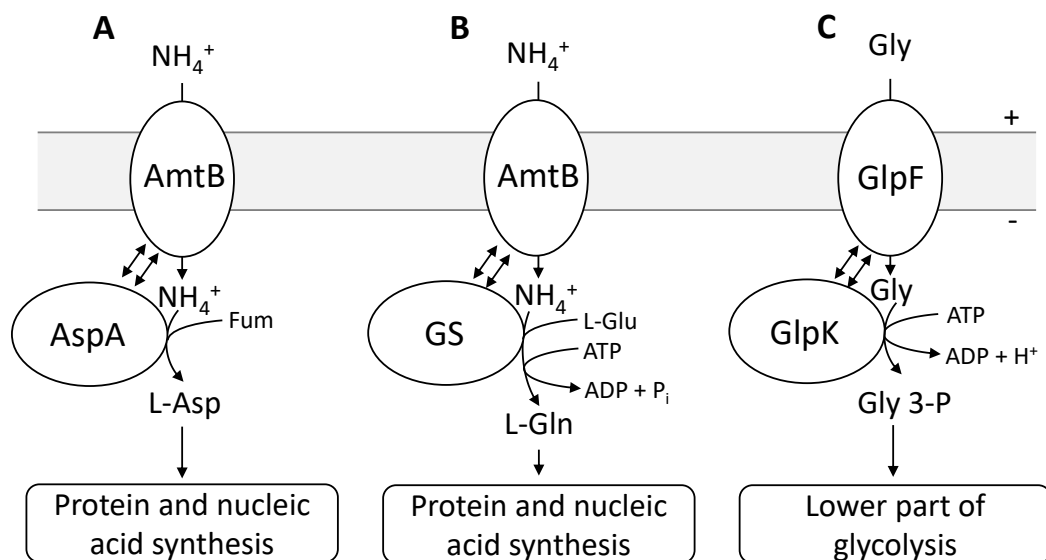 A
NH₄⁺
AmtB
NH₄⁺
AspA
Fum
L-Asp
Protein and nucleic
acid synthesis
B
NH₄⁺
AmtB
NH₄⁺
GS
L-Glu
ATP
ADP + Pᵢ
L-Gln
Protein and nucleic
acid synthesis
C
Gly
+
GlpF
-
Gly
GlpK
ATP
ADP + H⁺
Gly 3-P
Lower part of
glycolysis